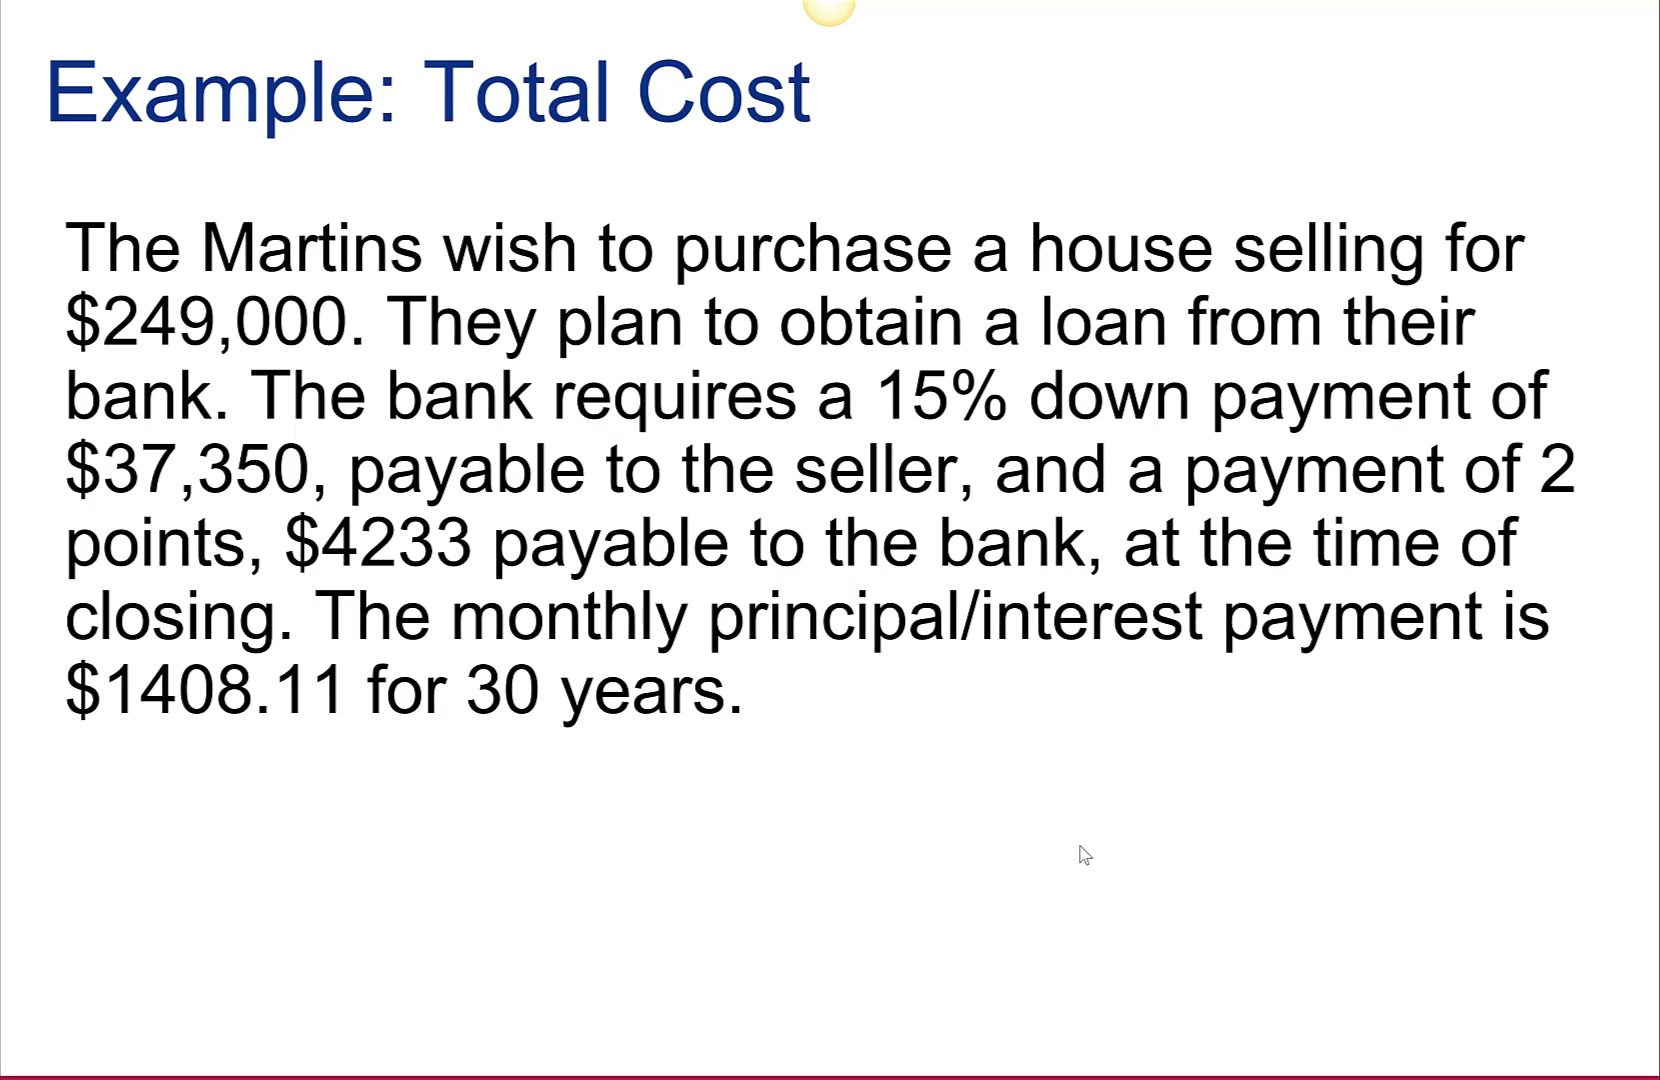 Example: Total Cost
The Martins wish to purchase a house selling for
$249,000. They plan to obtain a loan from their
bank. The bank requires a 15% down payment of
$37,350, payable to the seller, and a payment of 2
points, $4233 payable to the bank, at the time of
closing. The monthly principal/interest payment is
$1408.11 for 30 years.